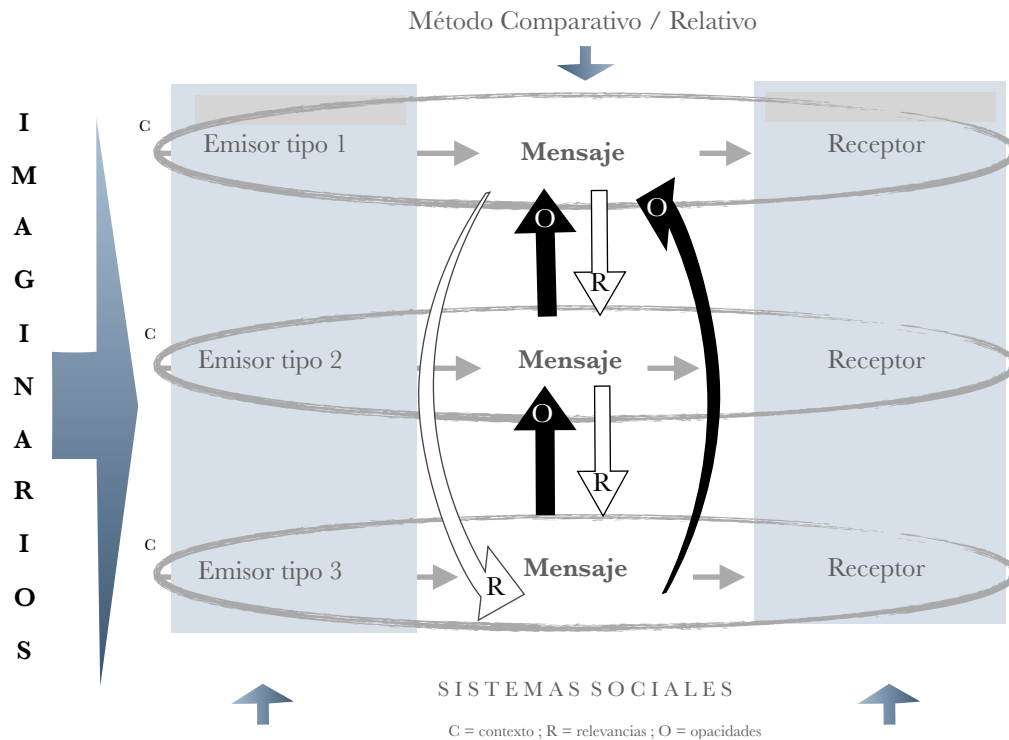 Método Comparativo / Relativo
I
M
A
G
I
N
A
R
I
O
S
C
Emisor tipo 1
Mensaje
Receptor
O
R
O
C
Emisor tipo 2
Mensaje
Receptor
O
R
C
Emisor tipo 3
R
Mensaje
Receptor
SISTEMAS SOCIALES
C = contexto ; R = relevancias ; O = opacidades